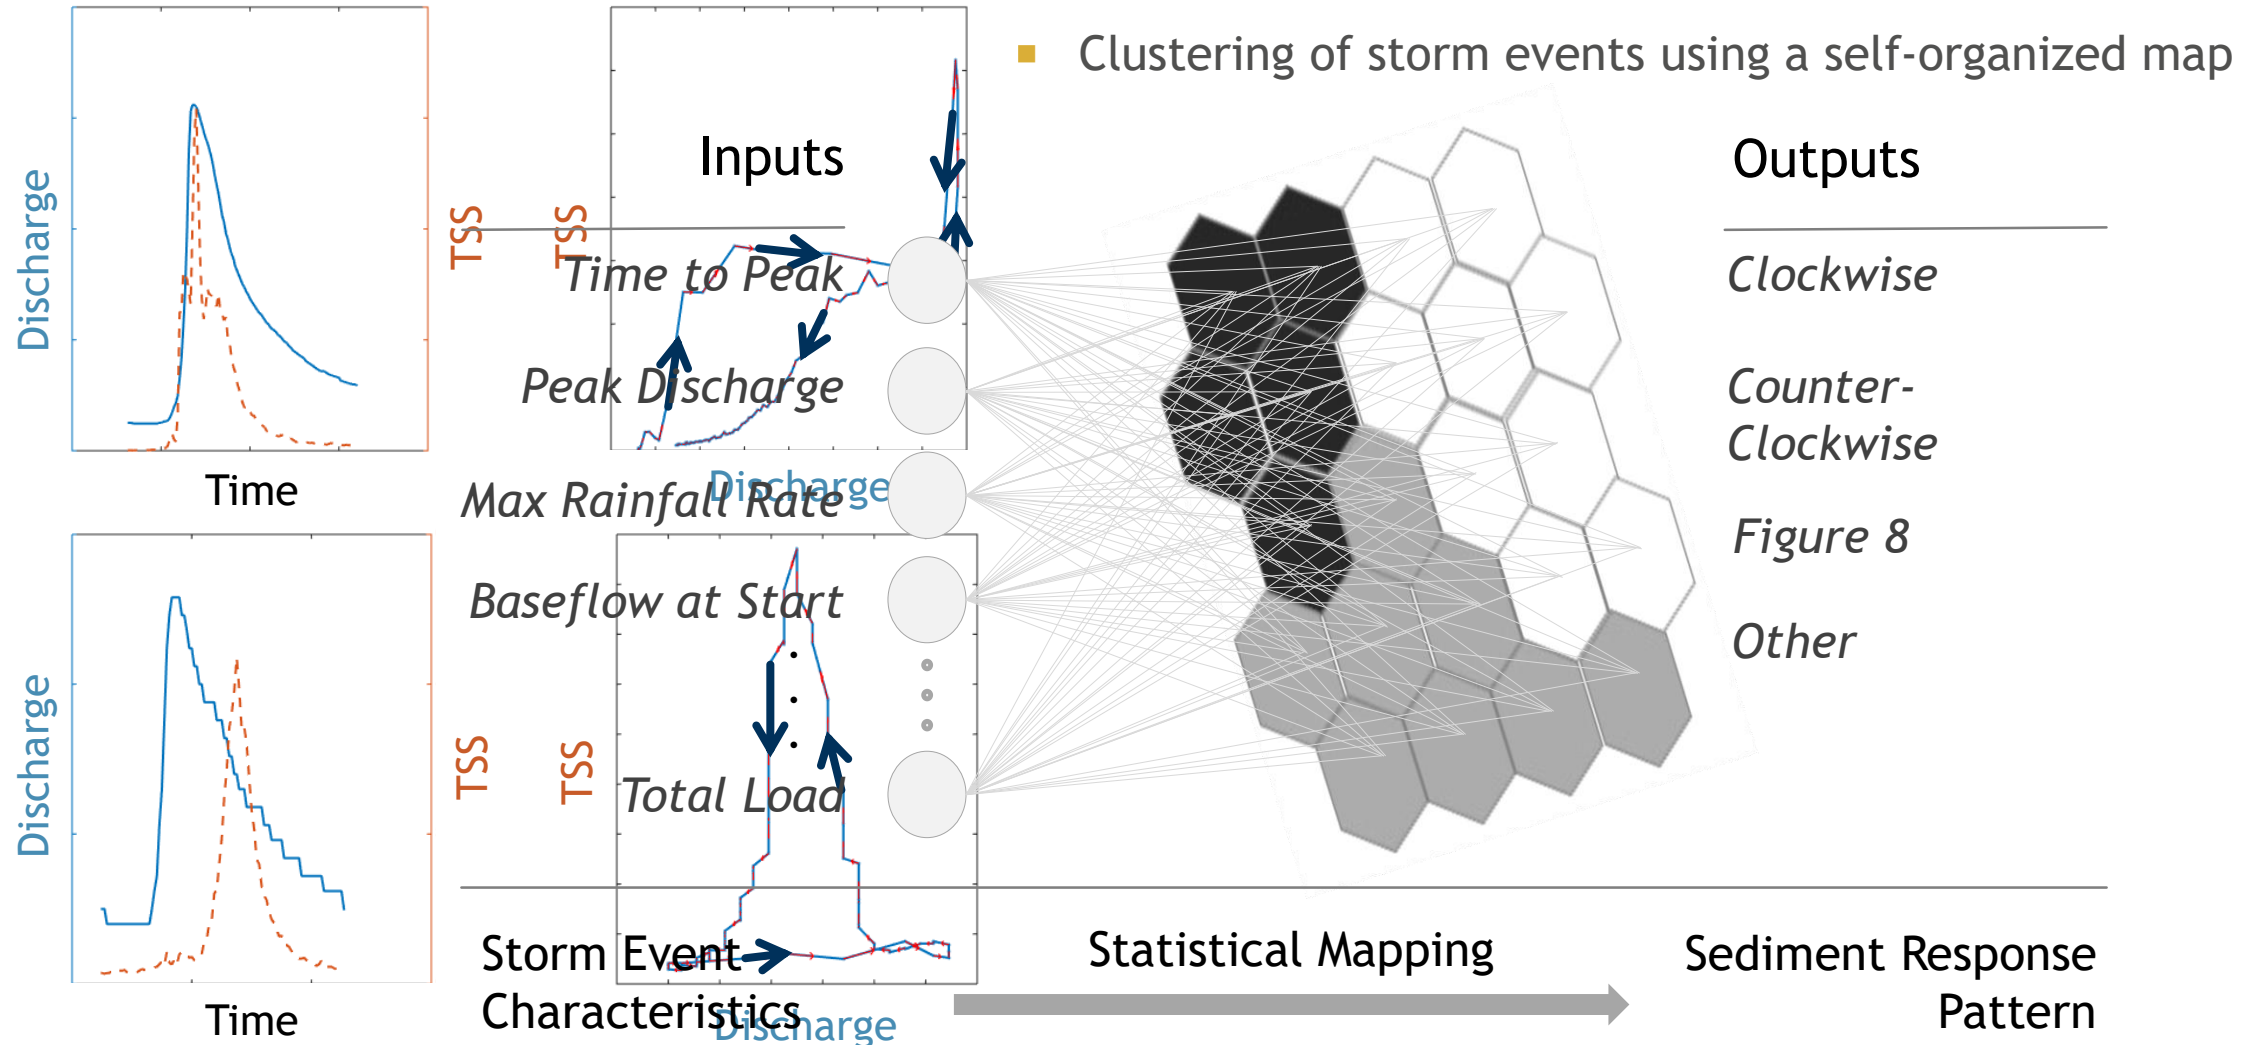 Clustering of storm events using a self-organized map
Discharge
TSS
Time
TSS
Discharge
Discharge
TSS
Time
TSS
Discharge
Inputs
Time to Peak
Peak Discharge
Max Rainfall Rate
Baseflow at Start
Total Load
Outputs
Clockwise
Counter-
Clockwise
Figure 8
Other
Storm Event
Characteristics
Statistical Mapping
Sediment Response
Pattern